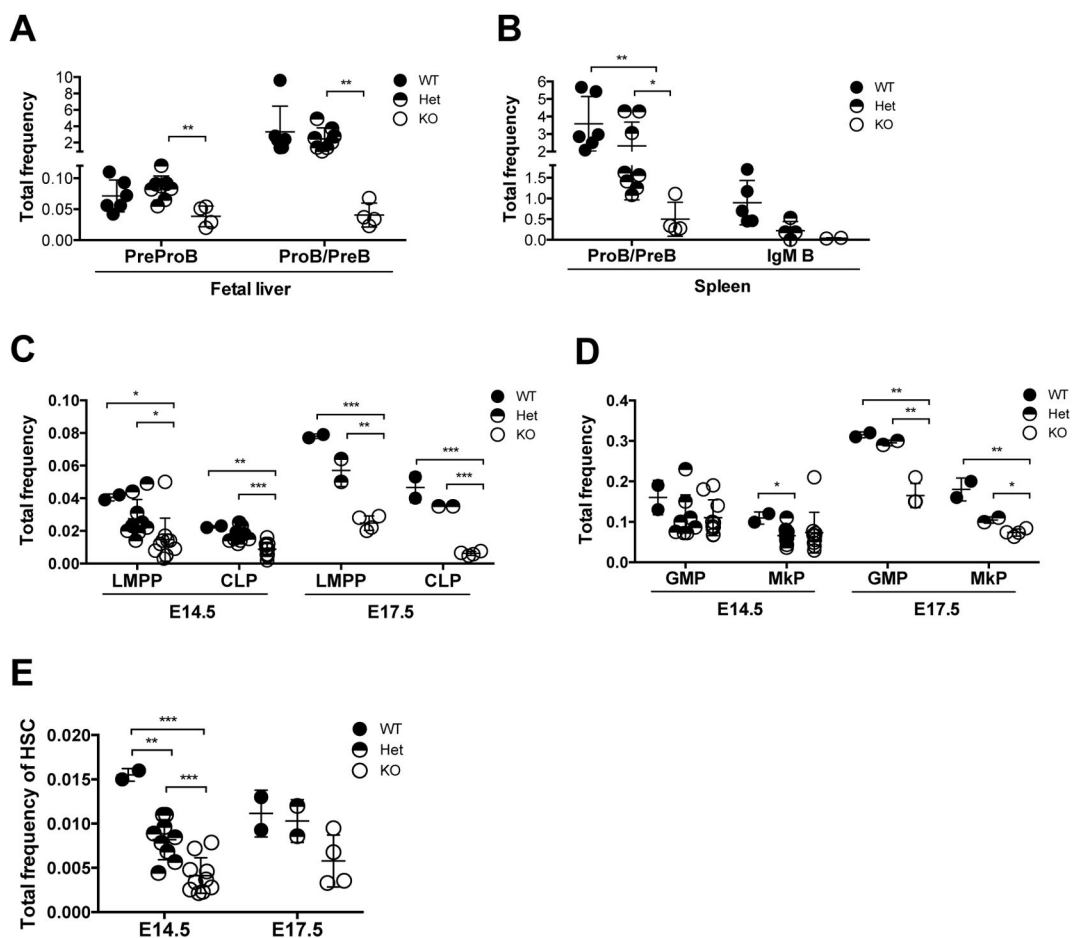 A
Total frequency
10
8
6
4
2
0.10
0.05
0.00
**
**
WT
Het
KO
PreProB
ProB/PreB
Fetal liver
B
Total frequency
6
5
4
3
2
1.5
1.0
0.5
0.0
**
*
WT
Het
KO
ProB/PreB
IgM B
Spleen
C
Total frequency
0.10
0.08
0.06
0.04
0.02
0.00
*
*
**
***
***
**
***
***
WT
Het
KO
LMPP
CLP
LMPP
CLP
E14.5
E17.5
D
Total frequency
0.4
0.3
0.2
0.1
0.0
*
**
**
**
*
WT
Het
KO
GMP
MkP
GMP
MkP
E14.5
E17.5
E
Total frequency of HSC
0.020
0.015
0.010
0.005
0.000
***
**
***
WT
Het
KO
E14.5
E17.5